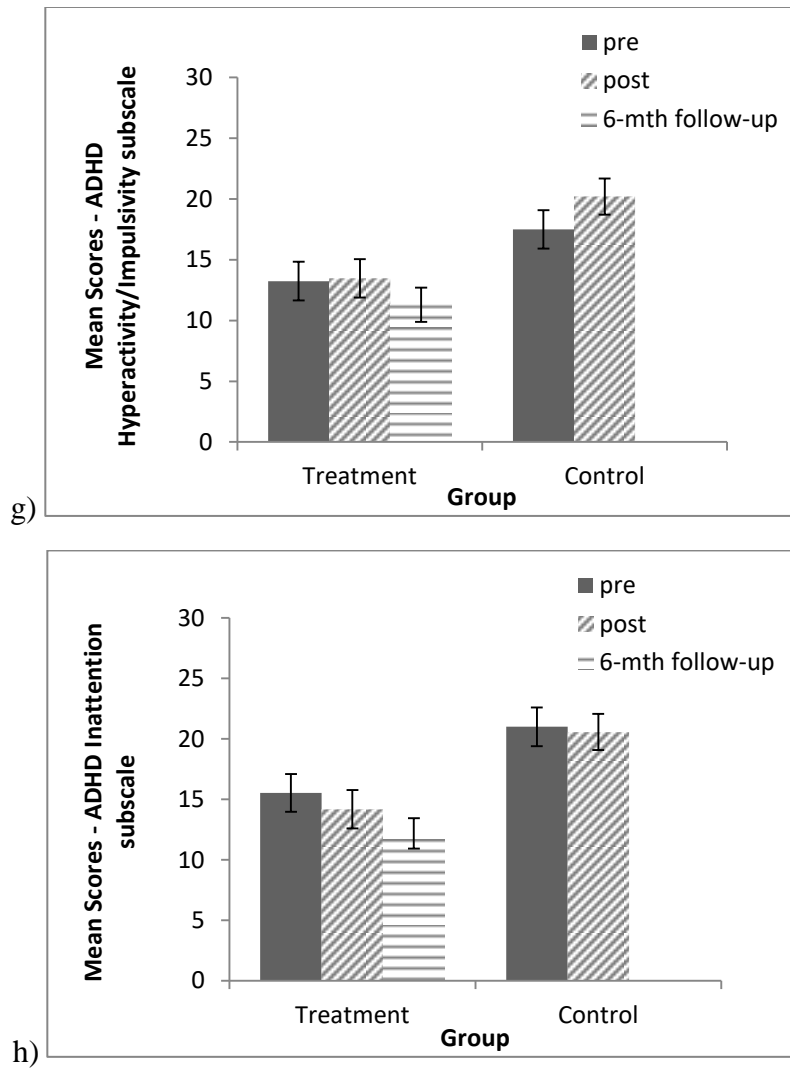 pre
post
6-mth follow-up
Mean Scores - ADHD
Hyperactivity/Impulsivity subscale
30
25
20
15
10
5
0
Treatment
Control
Group
g)
pre
post
6-mth follow-up
Mean Scores - ADHD Inattention
subscale
30
25
20
15
10
5
0
Treatment
Control
Group
h)